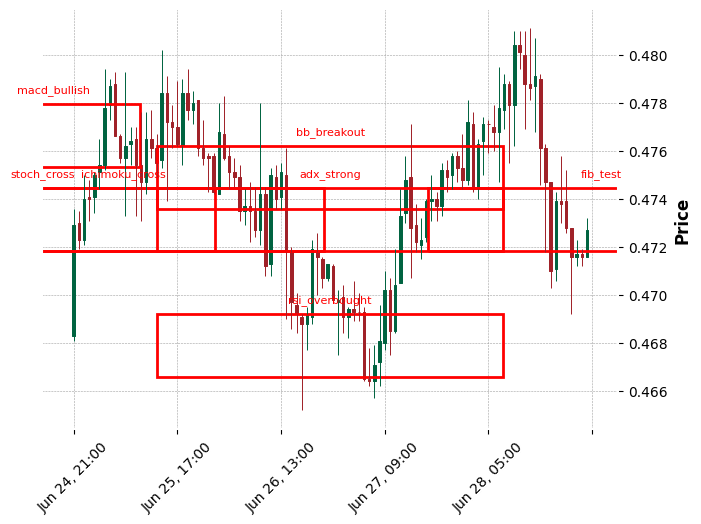 macd_bullish
bb_breakout
stoch_cross
ichimoku_cross
adx_strong
fib_test
rsi_overbought
0.480
0.478
0.476
0.474
0.472
0.470
0.468
0.466
Price
Jun 24, 21:00
Jun 25, 17:00
Jun 26, 13:00
Jun 27, 09:00
Jun 28, 05:00